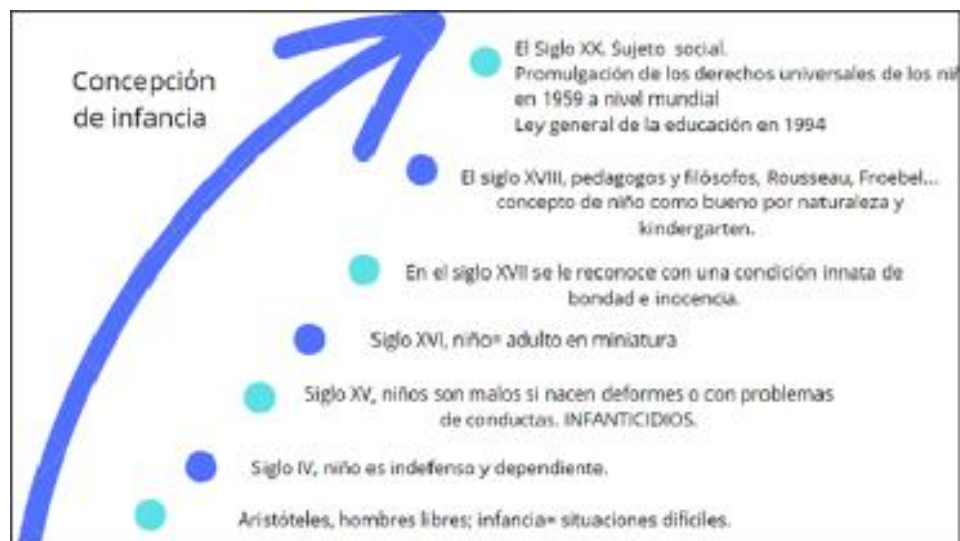 Concepción
de infancia
El Siglo XX. Sujeto social.
Promulgación de los derechos universales de los
en 1959 a nivel mundial
Ley general de la educación en 1994
El siglo XVIII, pedagogos y filósofos, Rousseau, Froebel...
concepto de niño como bueno por naturaleza y
kindergarten.
En el siglo XVII se le reconoce con una condición innata de
bondad e inocencia.
Siglo XVI, niño= adulto en miniatura
Siglo XV, niños son malos si nacen deformes o con problemas
de conductas. INFANTICIDIOS.
Siglo IV, niño es indefenso y dependiente.
Aristóteles, hombres libres; infancia= situaciones difíciles.